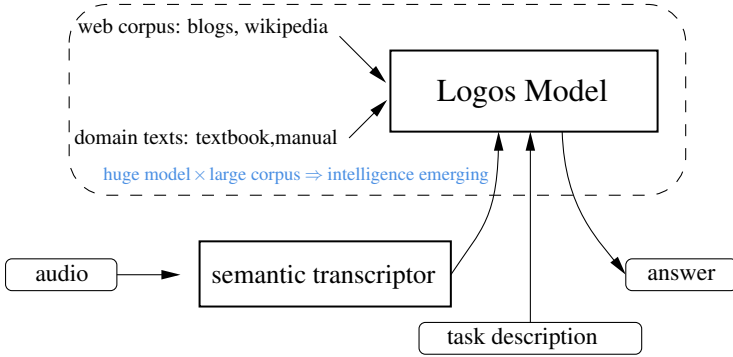 web corpus: blogs, wikipedia
Logos Model
domain texts: textbook,manual
huge model × large corpus ⇒ intelligence emerging
audio
semantic transcriptor
answer
task description